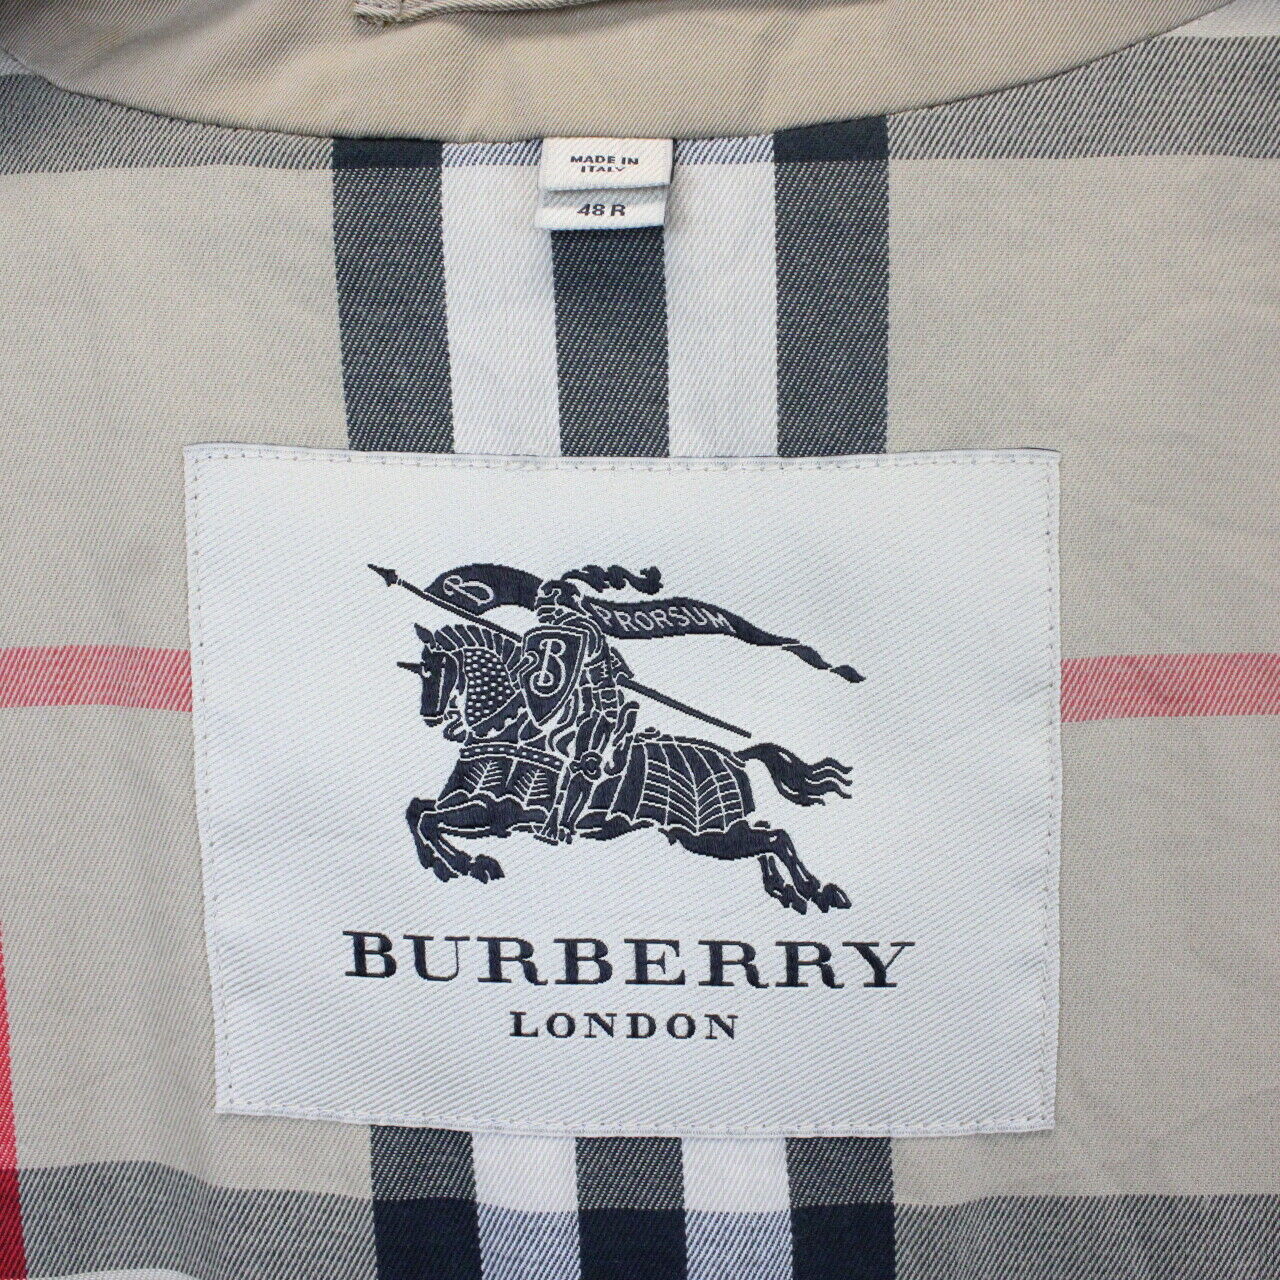 MADE IN
ITALY
48 R
B PRORSUM
B
BURBERRY
LONDON